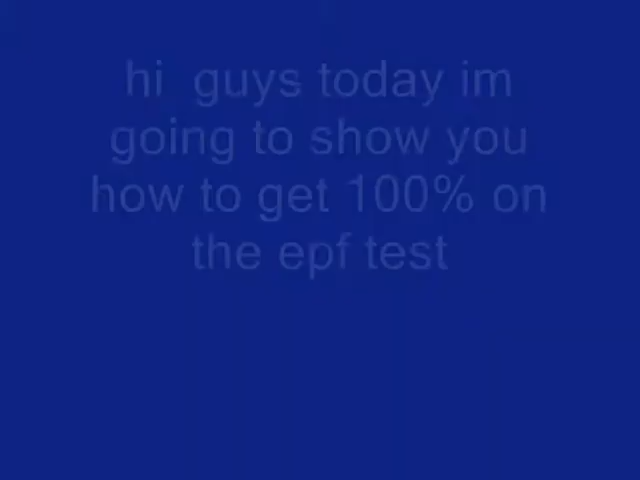 hi  guys today im
going to show you
how to get 100% on
the epf test